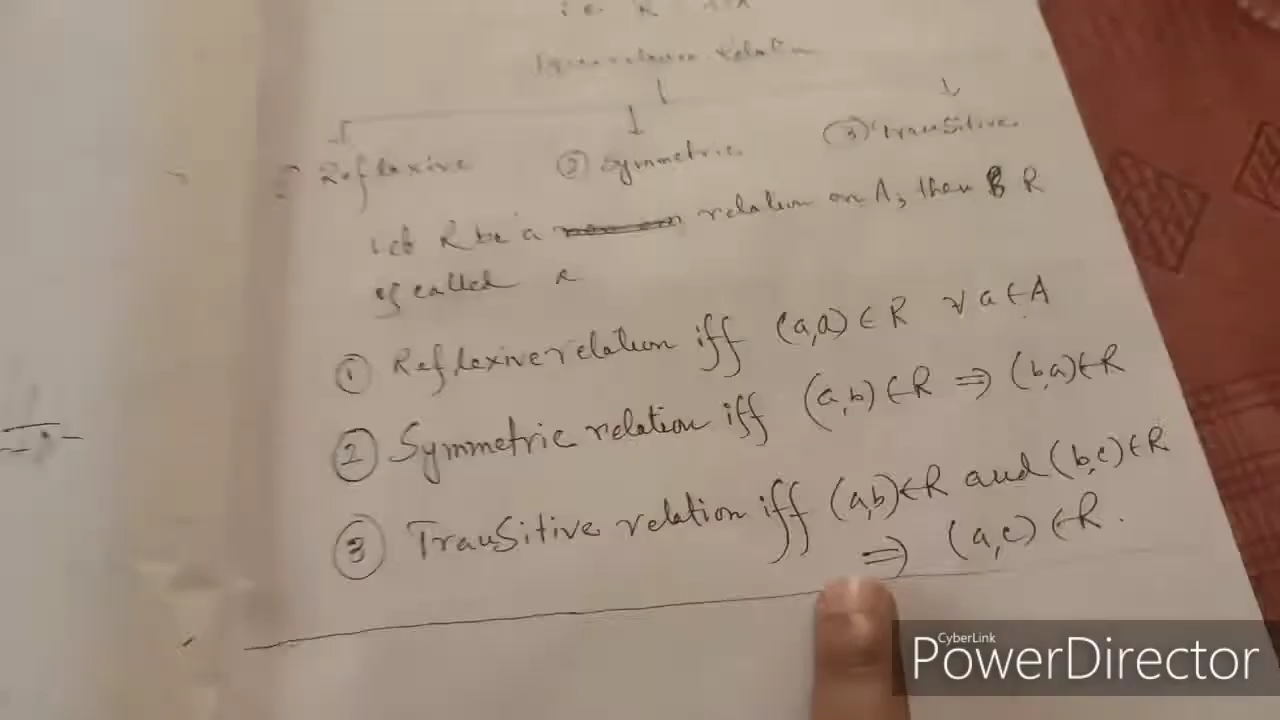 i.e. R
relation
Reflexive ② Symmetric ③ Transitive
Let R be a relation on A, then R
is called a
① Reflexive relation iff (a,a) ∈ R ∀ a ∈ A
② Symmetric relation iff (a,b) ∈ R ⇒ (b,a) ∈ R
③ Transitive relation iff (a,b) ∈ R and (b,c) ∈ R
⇒ (a,c) ∈ R.
CyberLink
PowerDirector